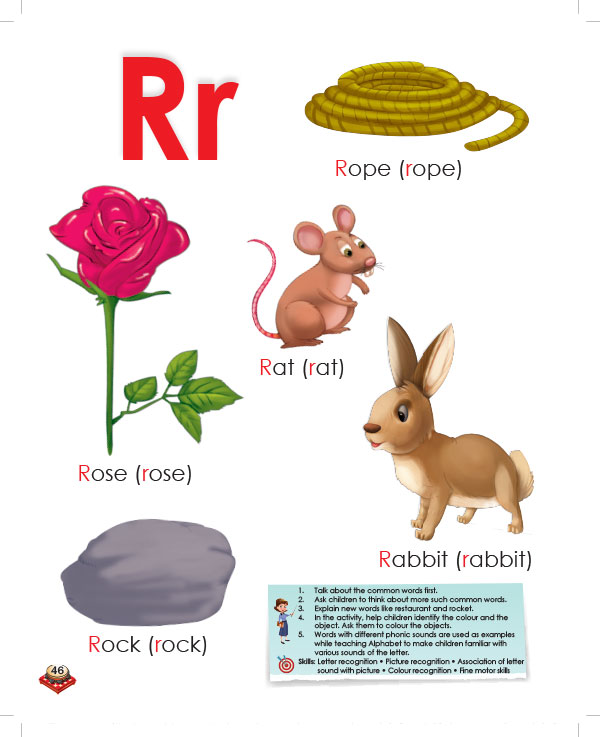 Rr
Rope (rope)
Rat (rat)
Rose (rose)
Rabbit (rabbit)
Rock (rock)
1. Talk about the common words first.
2. Ask children to think about more such common words.
3. Explain new words like restaurant and rocket.
4. In the activity, help children identify the colour and the
object. Ask them to colour the objects.
5. Words with different phonic sounds are used as examples
while teaching Alphabet to make children familiar with
various sounds of the letter.
Skills: Letter recognition • Picture recognition • Association of letter
sound with picture • Colour recognition • Fine motor skills
46